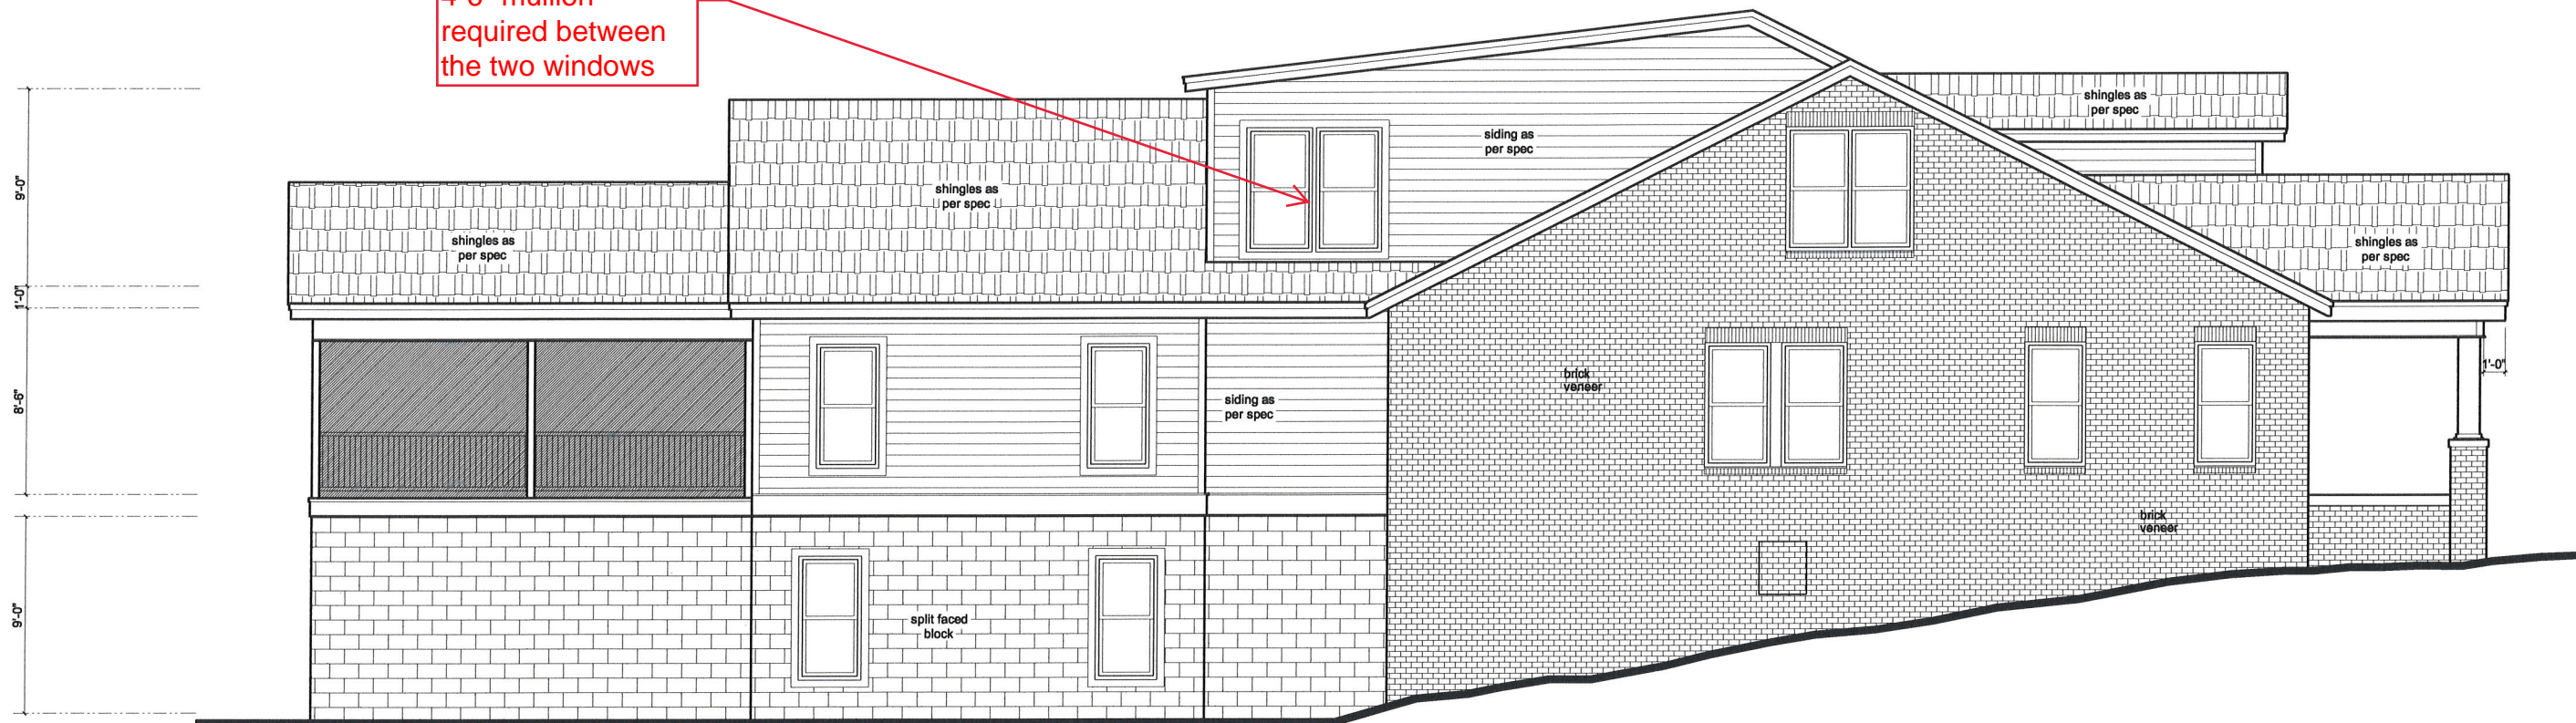 required between
the two windows
shingles as
per spec
siding as
per spec
shingles as
per spec
9'-0"
shingles as
per spec
shingles as
per spec
1'-0"
1'-0"
brick
veneer
8'-6"
siding as
per spec
brick
veneer
9'-0"
split faced
block